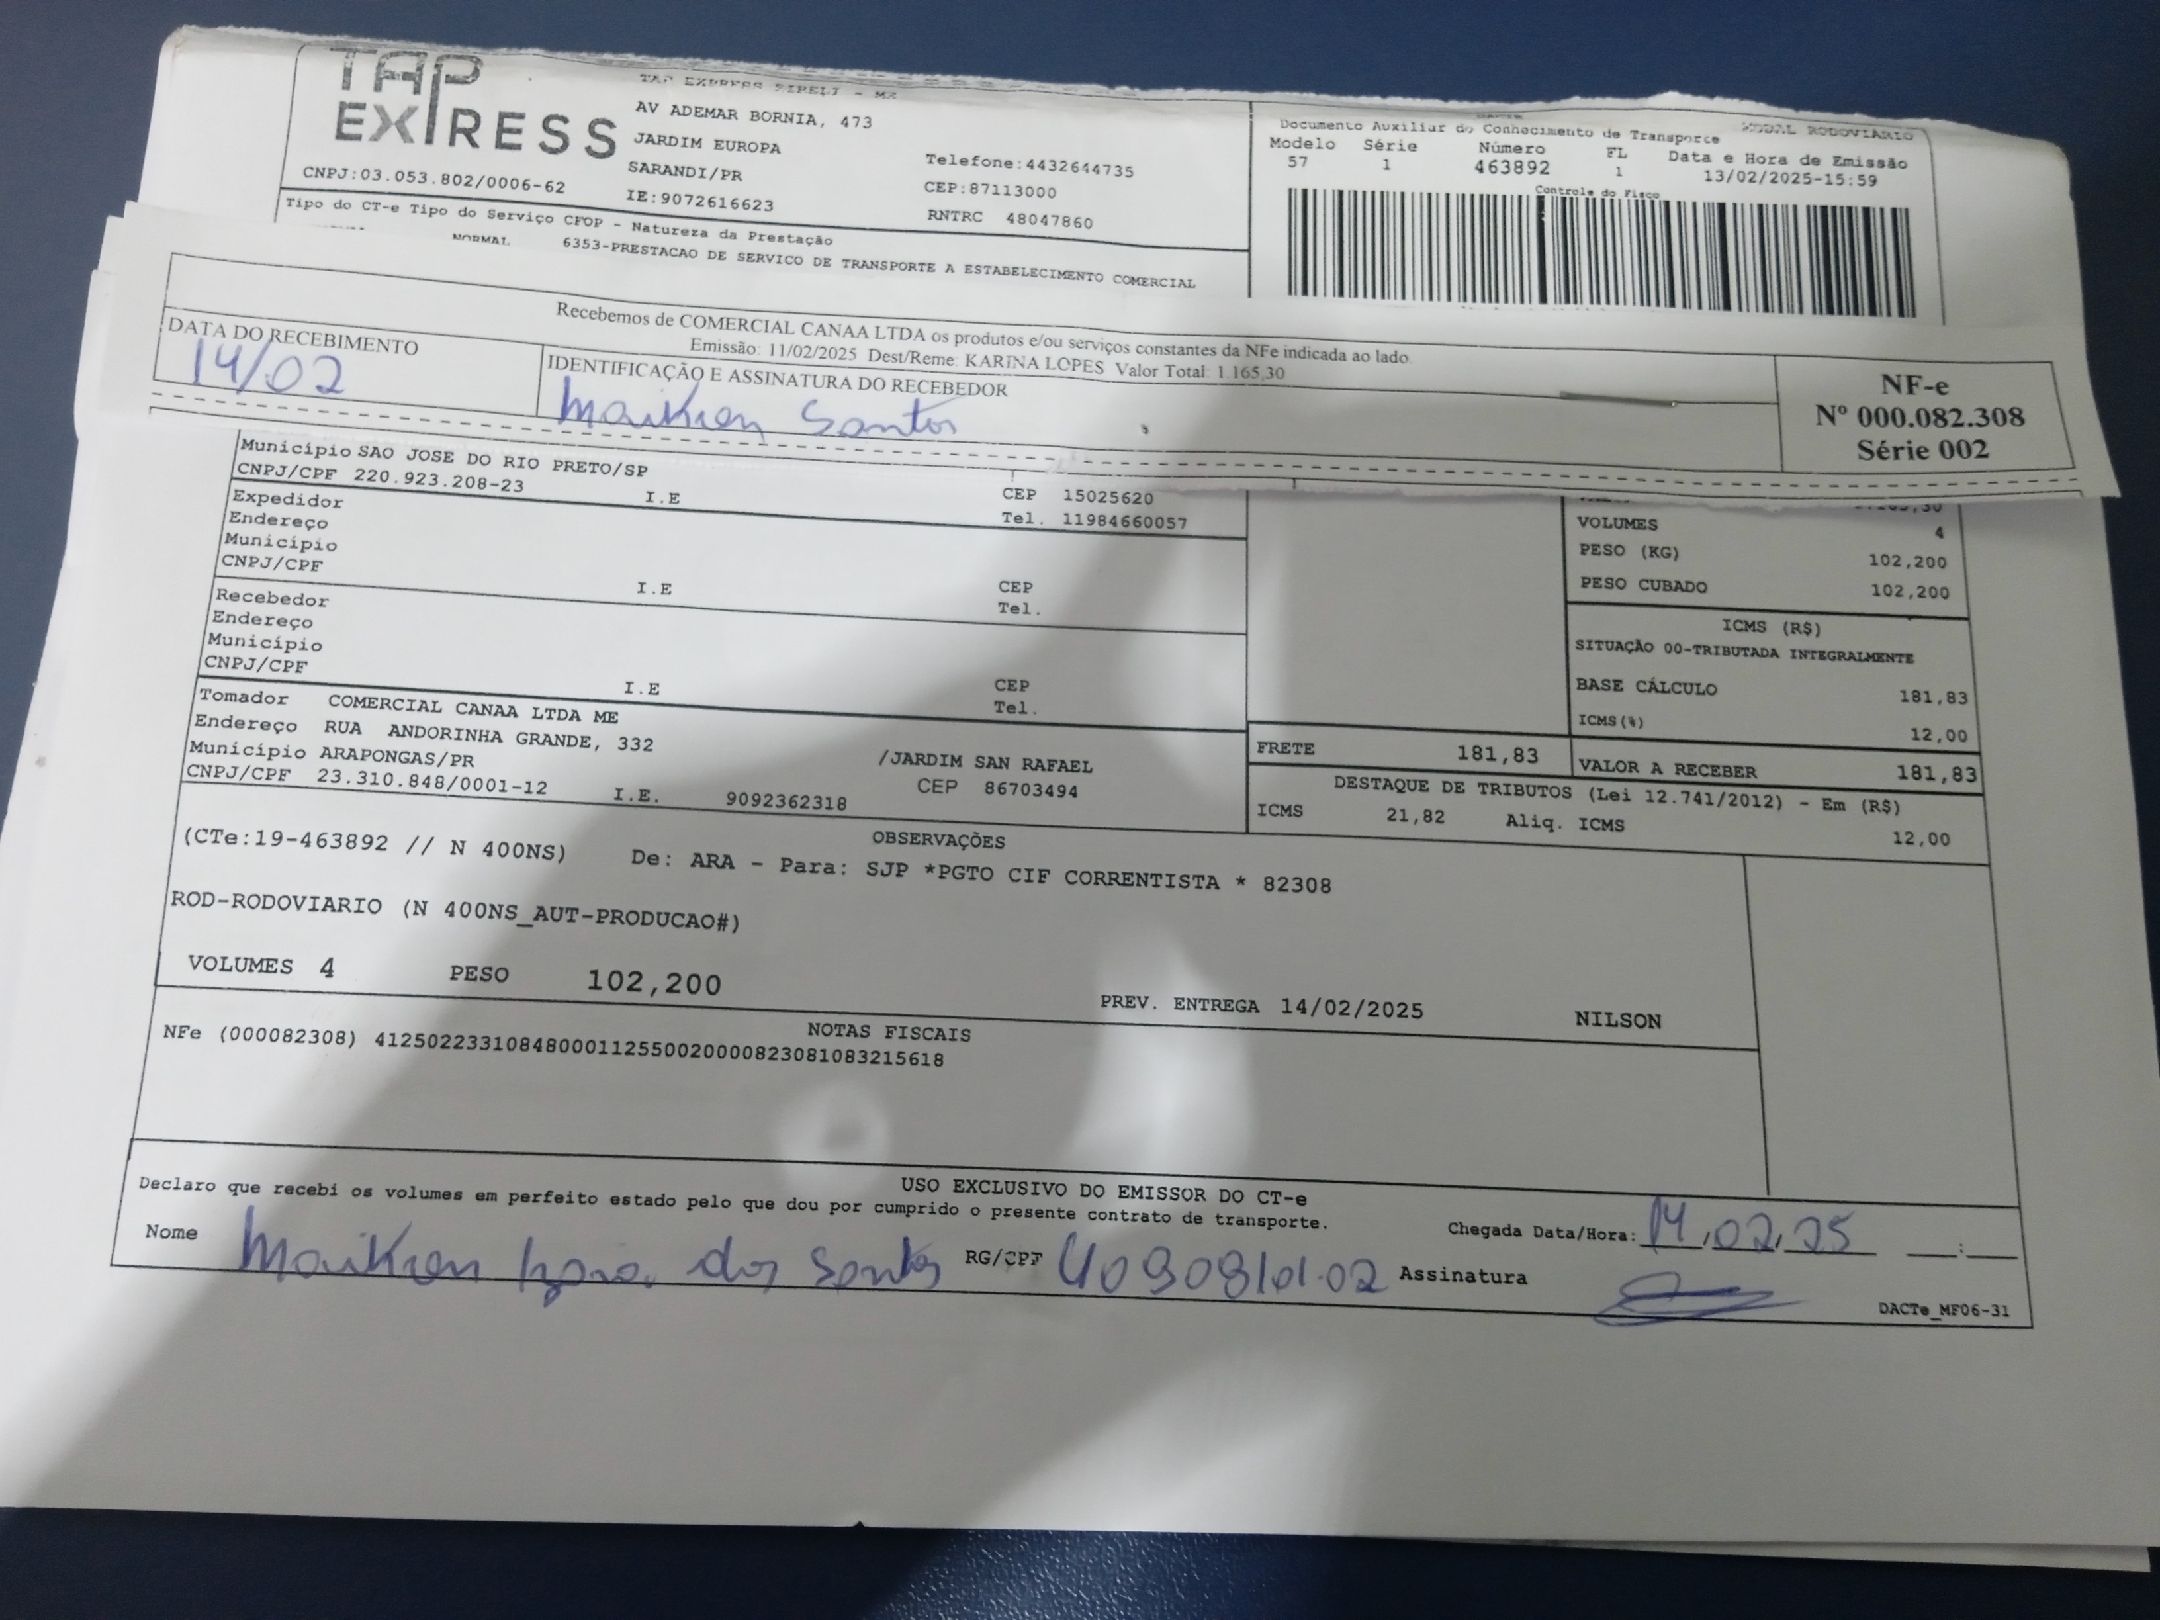 TAP
EXPRESS
TAP EXPRESS EIRELI - ME
AV ADEMAR BORNIA, 473
JARDIM EUROPA
SARANDI/PR
IE:9072616623
Telefone:4432644735
CEP:87113000
RNTRC 48047860
CNPJ:03.053.802/0006-62
Documento Auxiliar do Conhecimento de Transporte
MODAL RODOVIARIO
Modelo Série Número FL Data e Hora de Emissão
57 1 463892 1 13/02/2025-15:59
Controle do Fisco
Tipo do CT-e Tipo do Serviço CFOP - Natureza da Prestação
NORMAL 6353-PRESTACAO DE SERVICO DE TRANSPORTE A ESTABELECIMENTO COMERCIAL
Recebemos de COMERCIAL CANAA LTDA os produtos e/ou serviços constantes da NFe indicada ao lado.
Emissão: 11/02/2025 Dest/Reme: KARINA LOPES Valor Total: 1.165,30
DATA DO RECEBIMENTO
14/02
IDENTIFICAÇÃO E ASSINATURA DO RECEBEDOR
Maikon Santos
NF-e
Nº 000.082.308
Série 002
Município SAO JOSE DO RIO PRETO/SP
CEP 15025620
CNPJ/CPF 220.923.208-23 I.E
Tel. 11984660057
Expedidor
Endereço
Município
CEP
CNPJ/CPF I.E
Tel.
Recebedor
Endereço
Município
CEP
CNPJ/CPF I.E
Tel.
Tomador COMERCIAL CANAA LTDA ME
Endereço RUA ANDORINHA GRANDE, 332 /JARDIM SAN RAFAEL
Município ARAPONGAS/PR CEP 86703494
CNPJ/CPF 23.310.848/0001-12 I.E. 9092362318
VOLUMES 4
PESO (KG) 102,200
PESO CUBADO 102,200
ICMS (R$)
SITUAÇÃO 00-TRIBUTADA INTEGRALMENTE
BASE CÁLCULO 181,83
ICMS(%) 12,00
FRETE 181,83
VALOR A RECEBER 181,83
DESTAQUE DE TRIBUTOS (Lei 12.741/2012) - Em (R$)
ICMS 21,82 Aliq. ICMS 12,00
OBSERVAÇÕES
(CTe:19-463892 // N 400NS) De: ARA - Para: SJP *PGTO CIF CORRENTISTA * 82308
ROD-RODOVIARIO (N 400NS_AUT-PRODUCAO#)
VOLUMES 4 PESO 102,200
PREV. ENTREGA 14/02/2025 NILSON
NOTAS FISCAIS
NFe (000082308) 41250223310848000112550020000823081083215618
USO EXCLUSIVO DO EMISSOR DO CT-e
Declaro que recebi os volumes em perfeito estado pelo que dou por cumprido o presente contrato de transporte.
Chegada Data/Hora: 14,02,25 :
Nome Maikon dos Santos RG/CPF Assinatura
DACTe_MF06-31